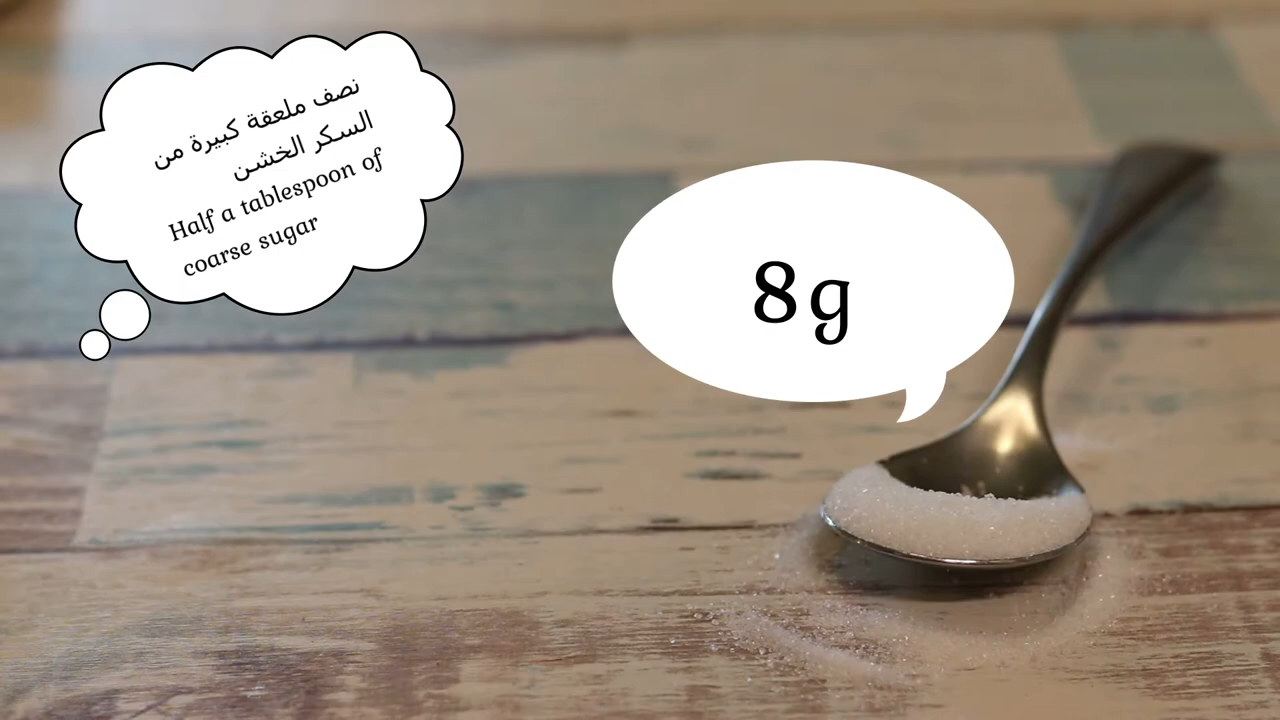 نصف ملعقة كبيرة من
السكر الخشن
Half a tablespoon of
coarse sugar
8g